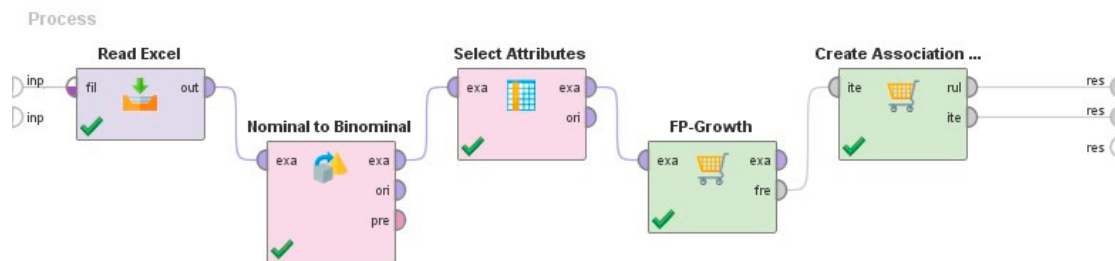 Process
Read Excel
inp
fil
out
inp
Nominal to Binominal
exa
exa
ori
pre
Select Attributes
exa
exa
ori
FP-Growth
exa
exa
fre
Create Association ...
ite
rul
ite
res
res
res